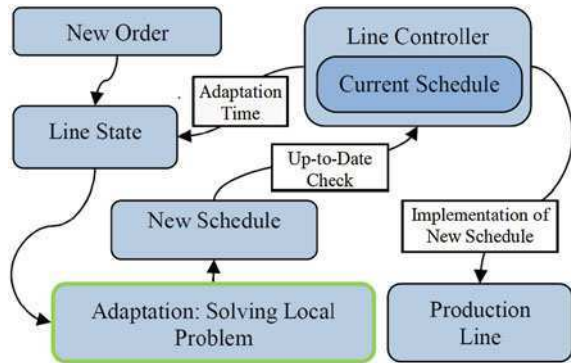 New Order
Line Controller
Current Schedule
Adaptation
Time
Line State
Up-to-Date
Check
New Schedule
Implementation of
New Schedule
Adaptation: Solving Local
Problem
Production
Line